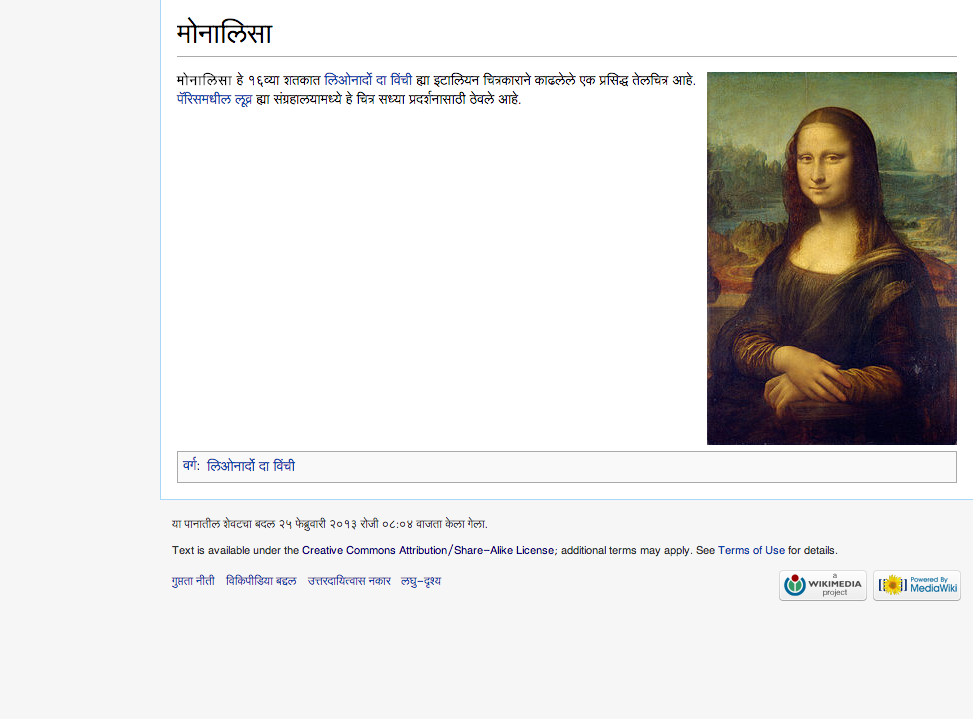 मोनालिसा
मोनालिसा हे १६व्या शतकात लिओनार्दो दा विंची ह्या इटालियन चित्रकाराने काढलेले एक प्रसिद्ध तेलचित्र आहे.
पॅरिसमधील लूव्र ह्या संग्रहालयामध्ये हे चित्र सध्या प्रदर्शनासाठी ठेवले आहे.
वर्ग: लिओनार्दो दा विंची
या पानातील शेवटचा बदल २५ फेब्रुवारी २०१३ रोजी ०८:०४ वाजता केला गेला.
Text is available under the Creative Commons Attribution/Share-Alike License; additional terms may apply. See Terms of Use for details.
गुप्तता नीती विकिपीडिया बद्दल उत्तरदायित्वास नकार लघु-दृश्य
a
WIKIMEDIA
project
Powered By
MediaWiki